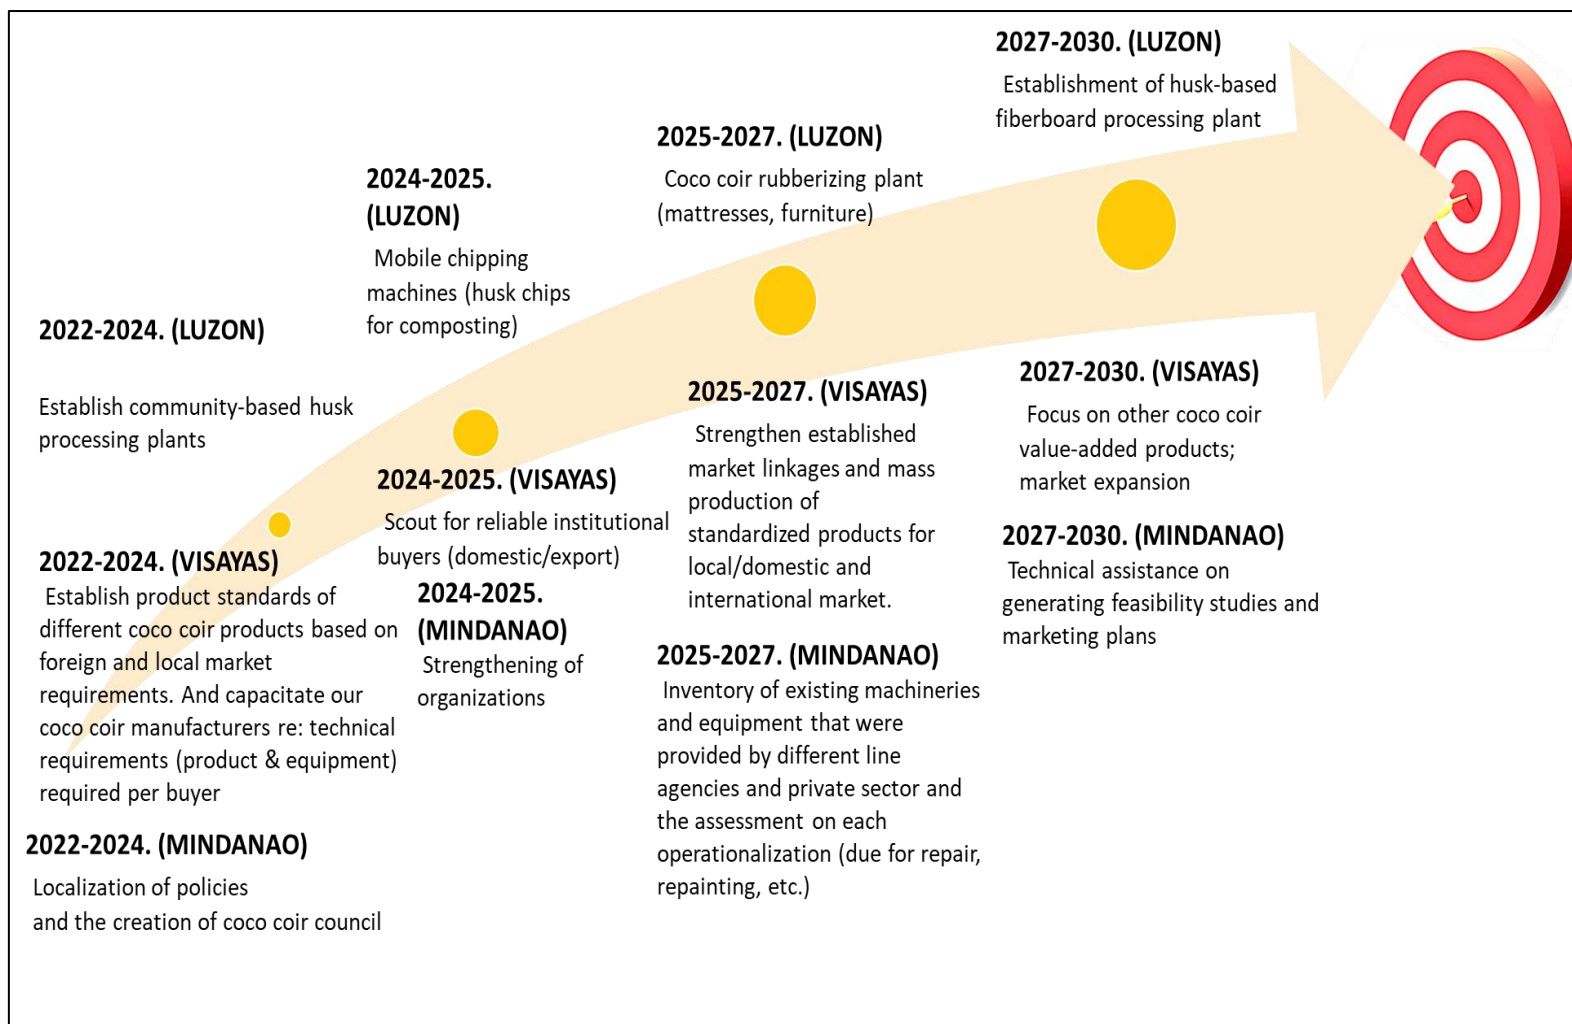 2022-2024. (LUZON)
Establish community-based husk
processing plants
2022-2024. (VISAYAS)
Establish product standards of
different coco coir products based on
foreign and local market
requirements. And capacitate our
coco coir manufacturers re: technical
requirements (product & equipment)
required per buyer
2022-2024. (MINDANAO)
Localization of policies
and the creation of coco coir council
2024-2025.
(LUZON)
Mobile chipping
machines (husk chips
for composting)
2024-2025. (VISAYAS)
Scout for reliable institutional
buyers (domestic/export)
2024-2025.
(MINDANAO)
Strengthening of
organizations
2025-2027. (LUZON)
Coco coir rubberizing plant
(mattresses, furniture)
2025-2027. (VISAYAS)
Strengthen established
market linkages and mass
production of
standardized products for
local/domestic and
international market.
2025-2027. (MINDANAO)
Inventory of existing machineries
and equipment that were
provided by different line
agencies and private sector and
the assessment on each
operationalization (due for repair,
repainting, etc.)
2027-2030. (LUZON)
Establishment of husk-based
fiberboard processing plant
2027-2030. (VISAYAS)
Focus on other coco coir
value-added products;
market expansion
2027-2030. (MINDANAO)
Technical assistance on
generating feasibility studies and
marketing plans